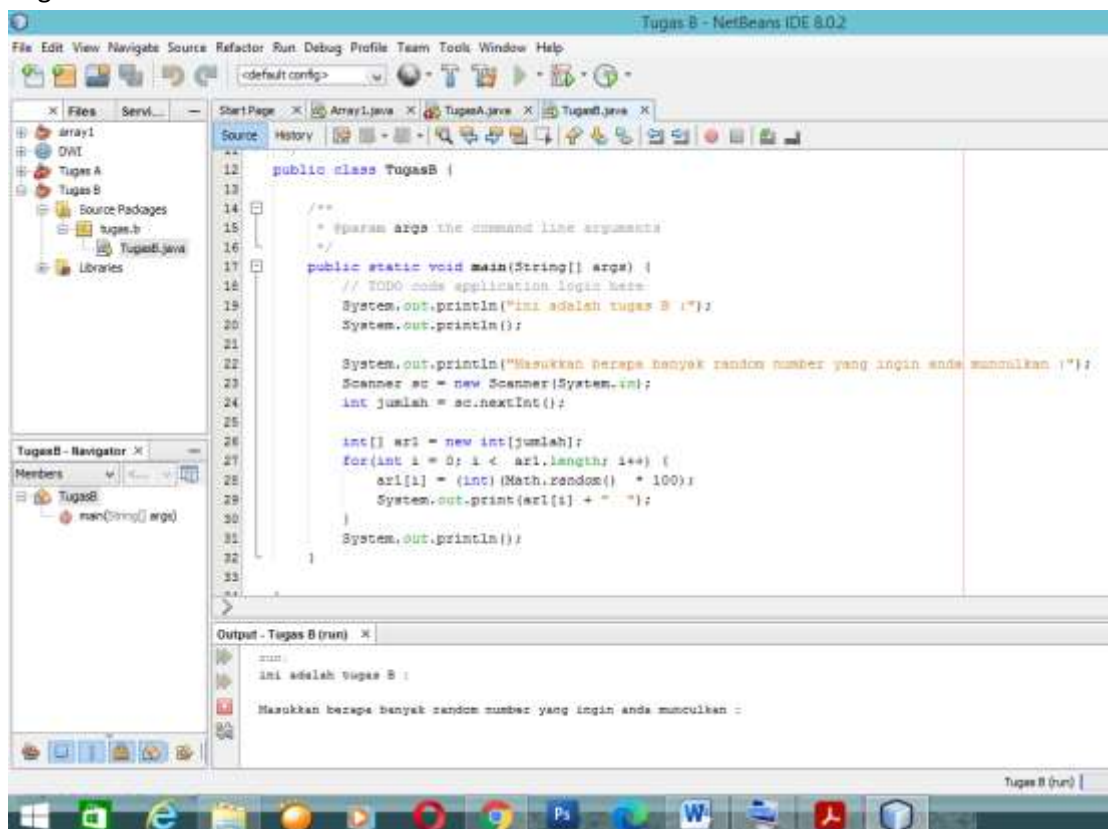 Tugas B - NetBeans IDE 8.0.2
File Edit View Navigate Source Refactor Run Debug Profile Team Tools Window Help
<default config>
Files Servi...
Start Page Array1.java TugasA.java TugasB.java
Source History
array1
DWI
Tugas A
Tugas B
Source Packages
tugas.b
TugasB.java
Libraries
12 public class TugasB {
13
14 /**
15 * @param args the command line arguments
16 */
17 public static void main(String[] args) {
18 // TODO code application logic here
19 System.out.println("ini adalah tugas B :");
20 System.out.println();
21
22 System.out.println("Masukkan berapa banyak random number yang ingin anda munculkan :");
23 Scanner sc = new Scanner(System.in);
24 int jumlah = sc.nextInt();
25
26 int[] ar1 = new int[jumlah];
27 for(int i = 0; i < ar1.length; i++) {
28 ar1[i] = (int)(Math.random() * 100);
29 System.out.print(ar1[i] + " ");
30 }
31 System.out.println();
32 }
33
TugasB - Navigator
Members
TugasB
main(String[] args)
Output - Tugas B (run)
run:
ini adalah tugas B :
Masukkan berapa banyak random number yang ingin anda munculkan :
Tugas B (run)
Ps
W